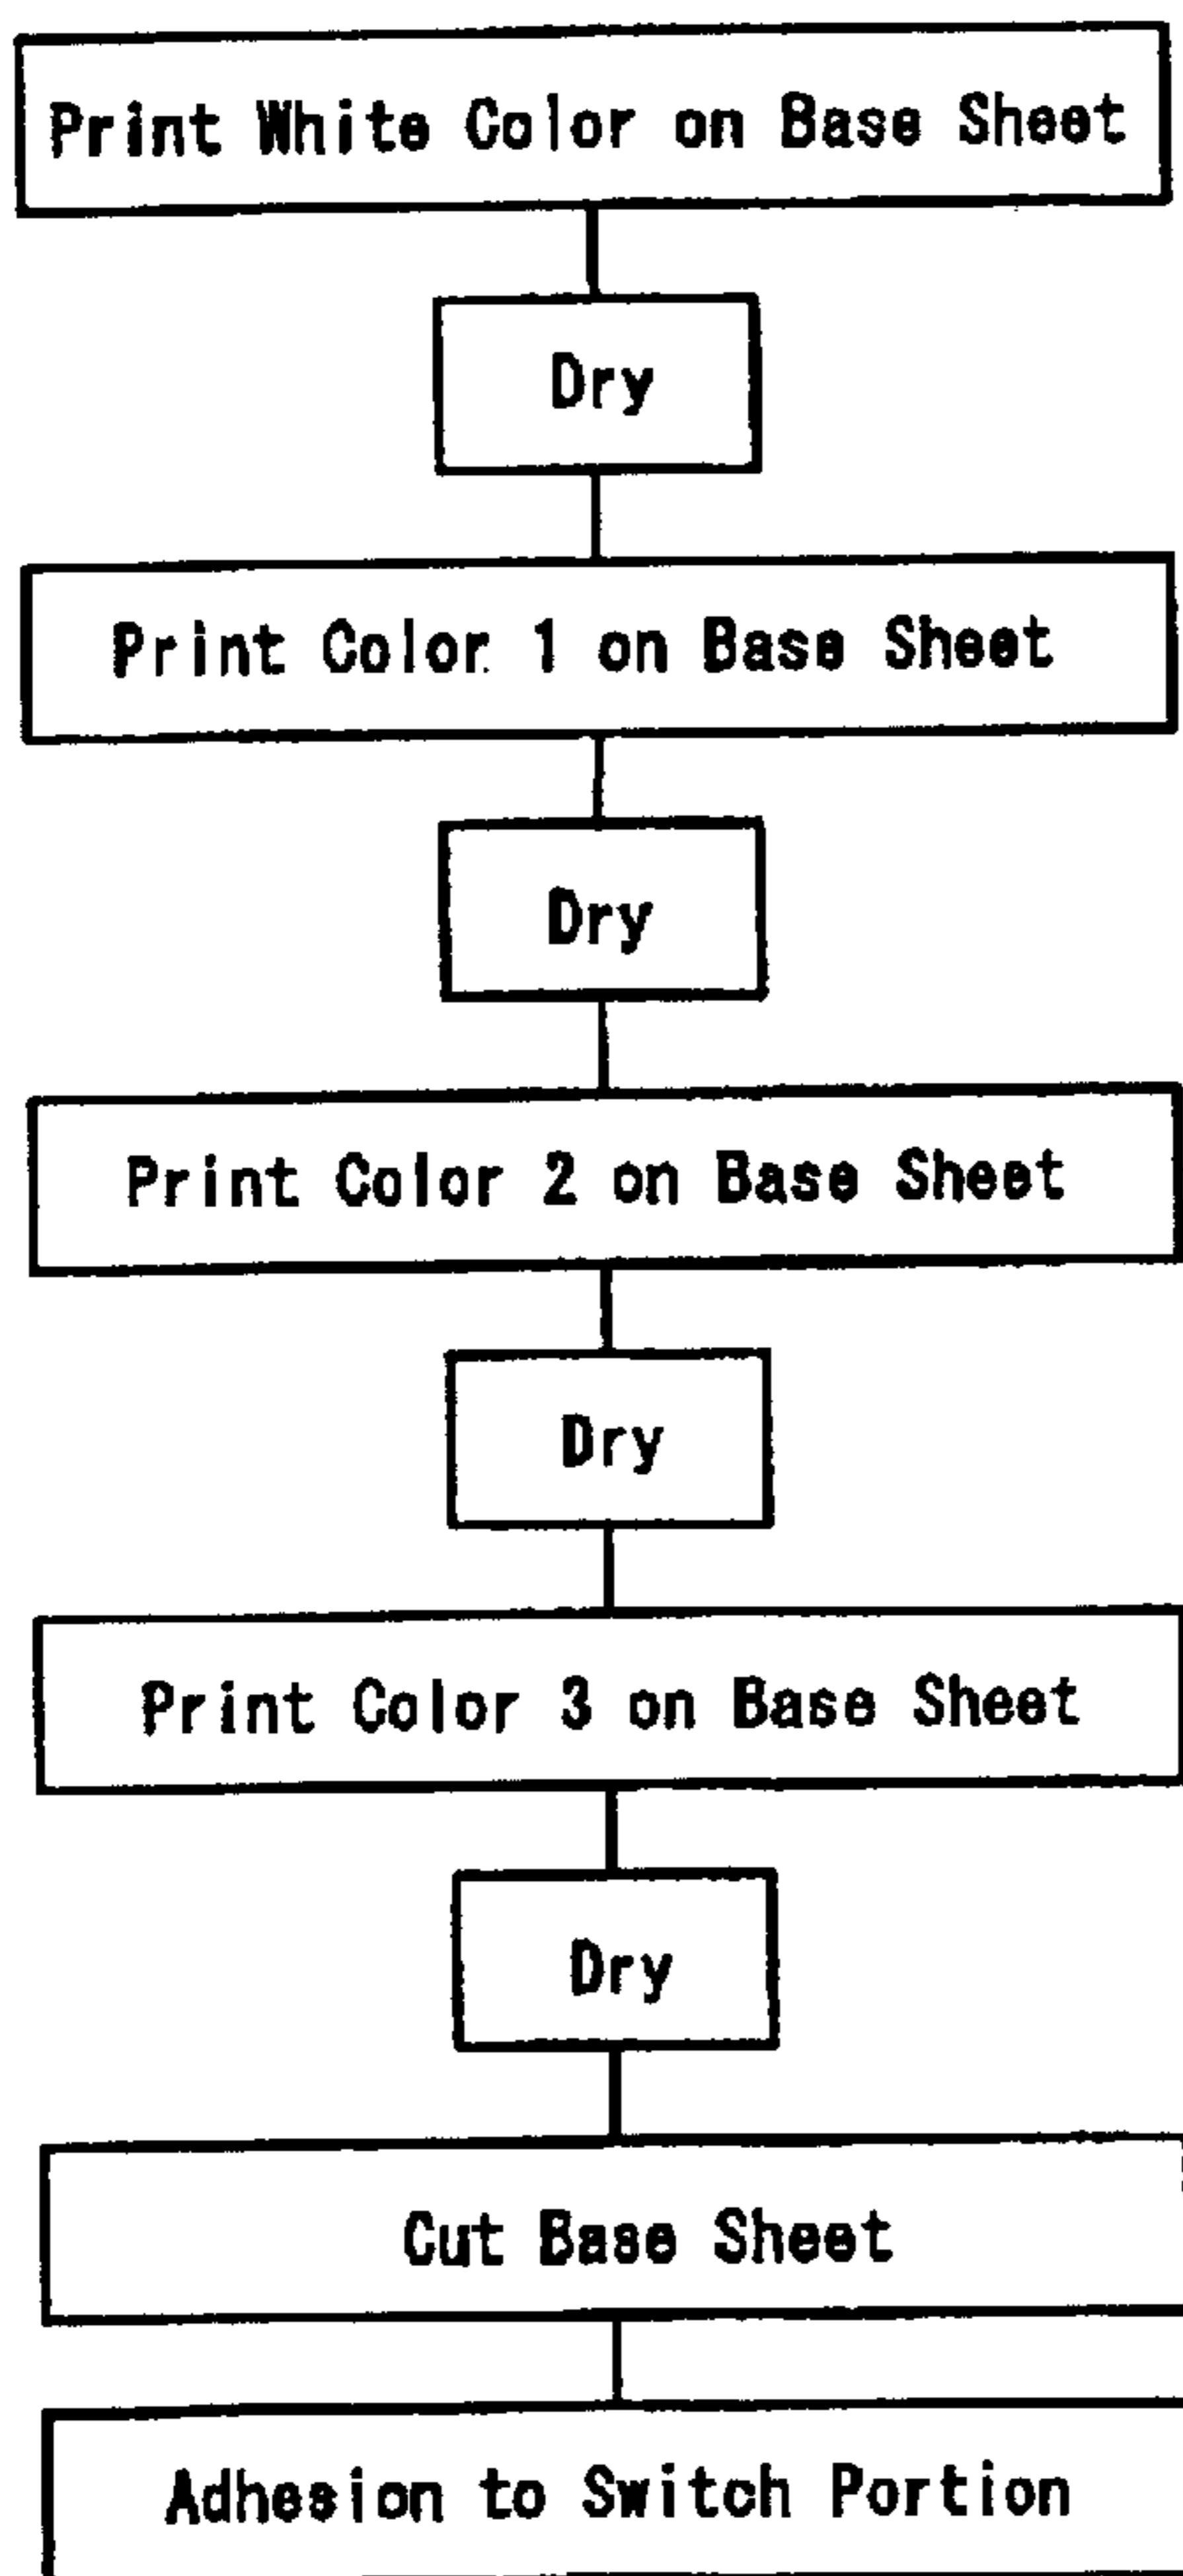 Print White Color on Base Sheet
Dry
Print Color 1 on Base Sheet
Dry
Print Color 2 on Base Sheet
Dry
Print Color 3 on Base Sheet
Dry
Cut Base Sheet
Adhesion to Switch Portion